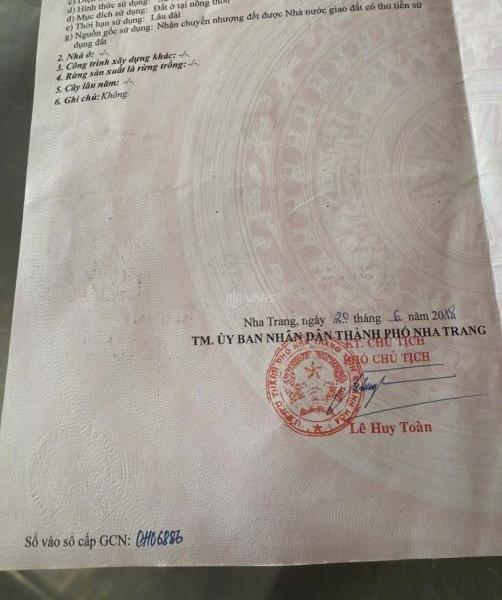 d) Hình thức sử dụng:
đ) Mục đích sử dụng: Đất ở tại nông thôn
e) Thời hạn sử dụng: Lâu dài
g) Nguồn gốc sử dụng: Nhận chuyển nhượng đất được Nhà nước giao đất có thu tiền sử
dụng đất
2. Nhà ở: -/-.
3. Công trình xây dựng khác: -/-.
4. Rừng sản xuất là rừng trồng: -/-.
5. Cây lâu năm: -/-.
6. Ghi chú: Không.
VARS
Nha Trang, ngày 29 tháng 6 năm 2018
TM. ỦY BAN NHÂN DÂN THÀNH PHỐ NHA TRANG
KT. CHỦ TỊCH
PHÓ CHỦ TỊCH
Lê Huy Toàn
Số vào sổ cấp GCN: CH06886